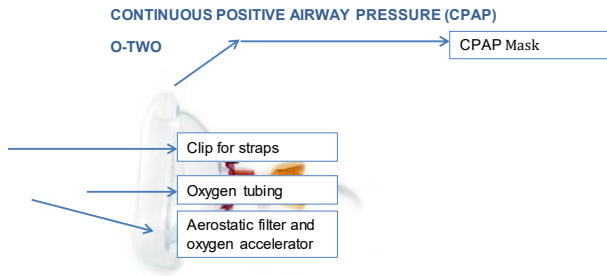 CONTINUOUS POSITIVE AIRWAY PRESSURE (CPAP)
O-TWO
CPAP Mask
Clip for straps
Oxygen tubing
Aerostatic filter and
oxygen accelerator